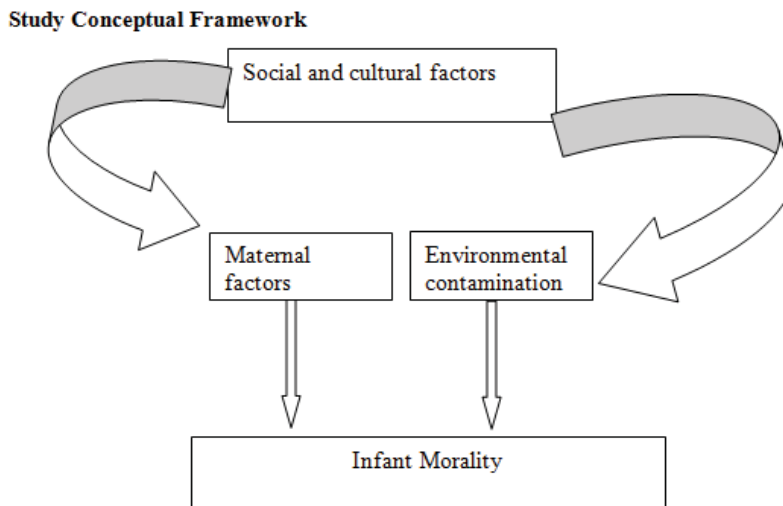 Study Conceptual Framework
Social and cultural factors
Maternal
factors
Environmental
contamination
Infant Morality